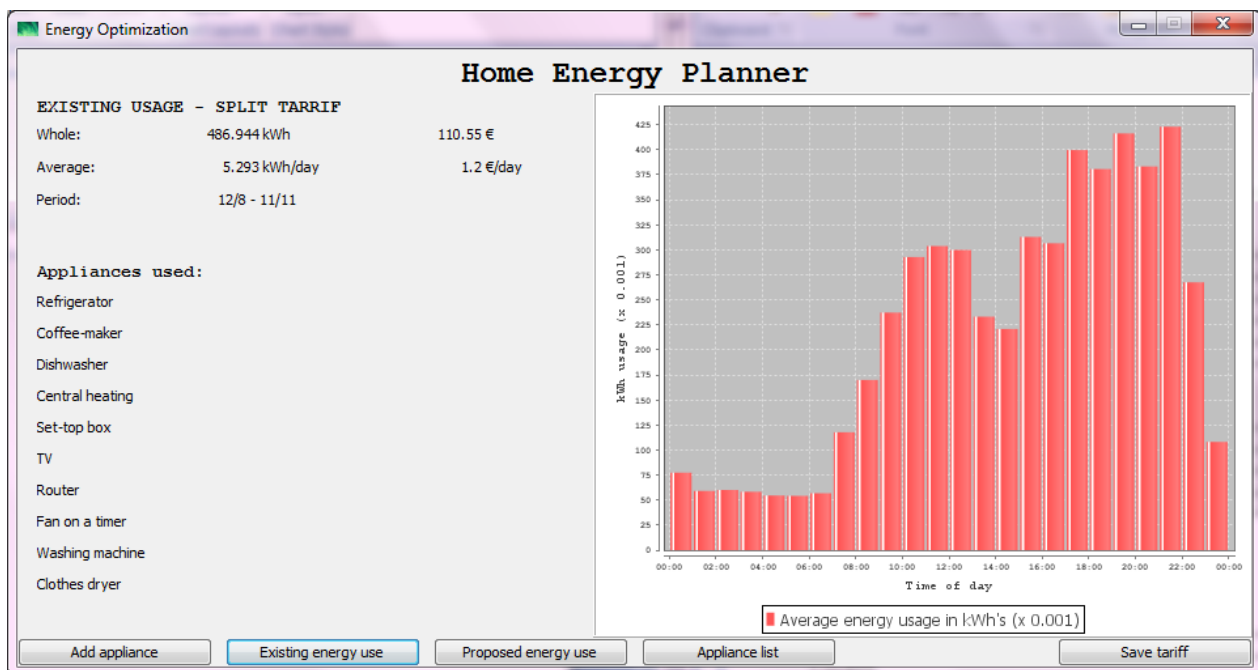 Energy Optimization
Home Energy Planner
EXISTING USAGE - SPLIT TARRIF
Whole: 486.944 kWh 110.55 €
Average: 5.293 kWh/day 1.2 €/day
Period: 12/8 - 11/11
Appliances used:
Refrigerator
Coffee-maker
Dishwasher
Central heating
Set-top box
TV
Router
Fan on a timer
Washing machine
Clothes dryer
kWh usage (x 0.001)
425
400
375
350
325
300
275
250
225
200
175
150
125
100
75
50
25
0
00:00 02:00 04:00 06:00 08:00 10:00 12:00 14:00 16:00 18:00 20:00 22:00 00:00
Time of day
Average energy usage in kWh's (x 0.001)
Add appliance Existing energy use Proposed energy use Appliance list Save tariff